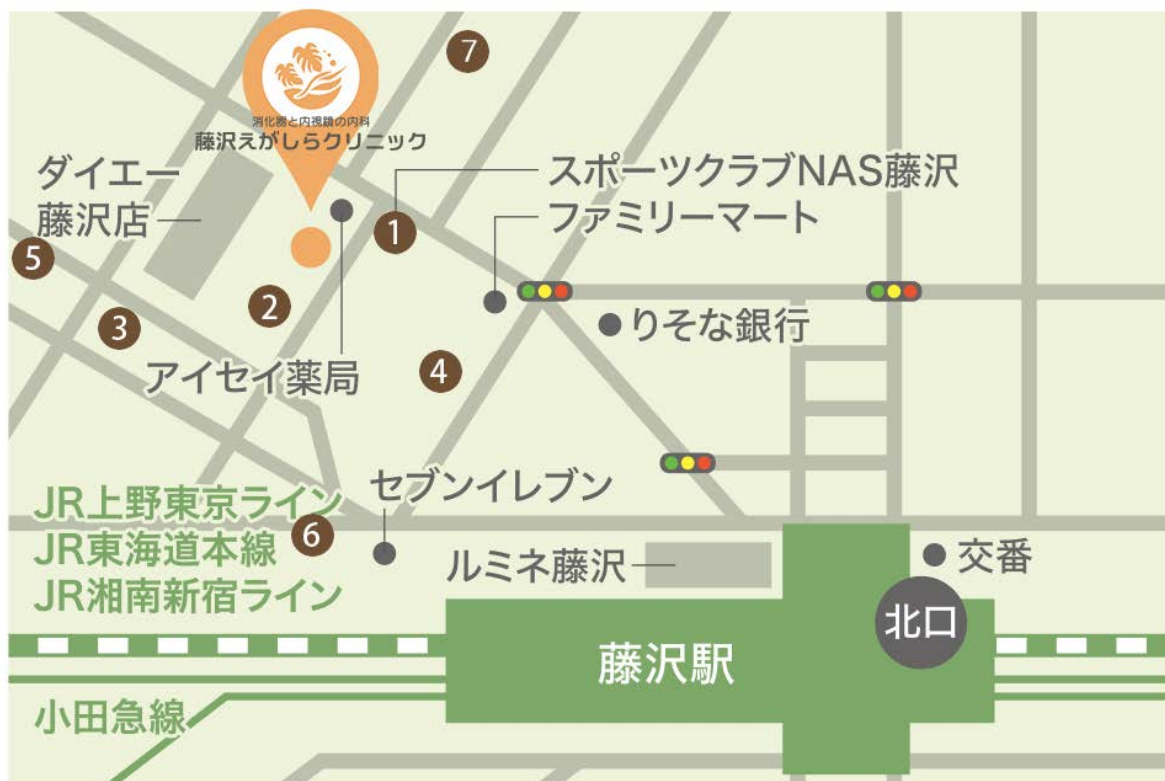 7
消化器と内視鏡の内科
藤沢えがしらクリニック
ダイエー
藤沢店
スポーツクラブNAS藤沢
ファミリーマート
1
5
2
3
りそな銀行
アイセイ薬局
4
セブンイレブン
JR上野東京ライン
JR東海道本線
JR湘南新宿ライン
6
ルミネ藤沢
交番
北口
藤沢駅
小田急線